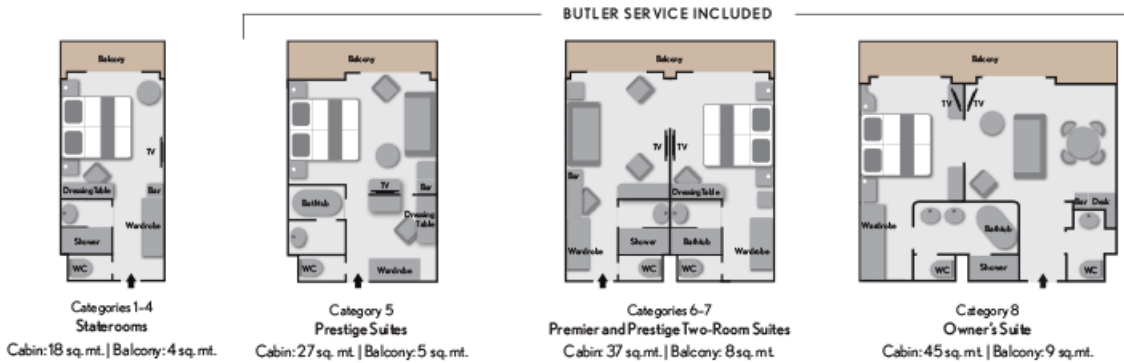 BUTLER SERVICE INCLUDED
Balcony
TV
Dressing Table
Bar
Wardrobe
Shower
WC
Categories 1-4
Staterooms
Cabin: 18 sq. mt. | Balcony: 4 sq. mt.
Balcony
TV
Bar
Bathtub
Dressing
Table
WC
Wardrobe
Category 5
Prestige Suites
Cabin: 27 sq. mt. | Balcony: 5 sq. mt.
Balcony
TV TV
Bar
Dressing Table
Wardrobe
Shower
Bathtub
Wardrobe
WC
WC
Categories 6-7
Premier and Prestige Two-Room Suites
Cabin: 37 sq. mt. | Balcony: 8 sq. mt.
Balcony
TV TV
Bar Desk
Wardrobe
Bathtub
WC
Shower
WC
Category 8
Owner's Suite
Cabin: 45 sq. mt. | Balcony: 9 sq. mt.